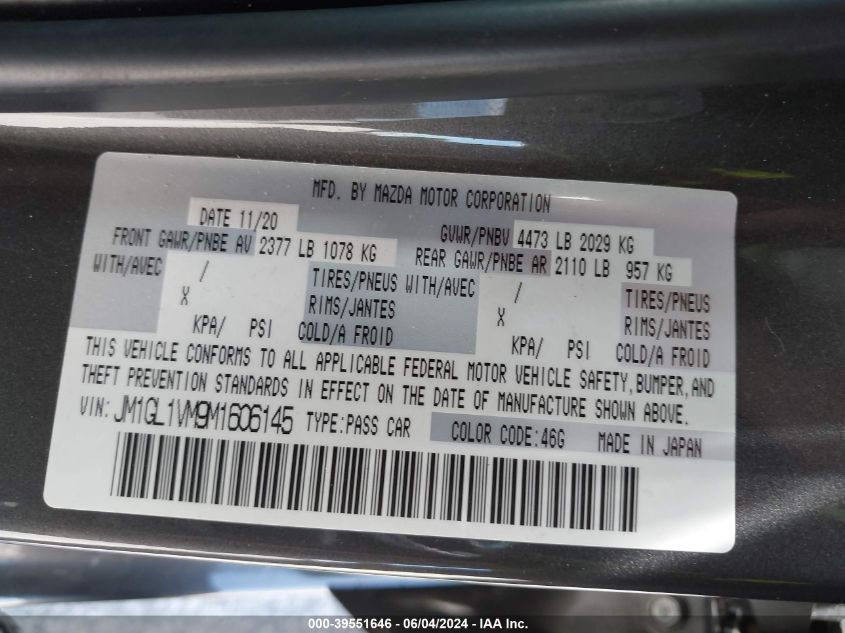 MFD. BY MAZDA MOTOR CORPORATION
DATE 11/20 GVWR/PNBV 4473 LB 2029 KG
FRONT GAWR/PNBE AV 2377 LB 1078 KG REAR GAWR/PNBE AR 2110 LB 957 KG
WITH/AVEC / TIRES/PNEUS WITH/AVEC / TIRES/PNEUS
X RIMS/JANTES X RIMS/JANTES
KPA/ PSI COLD/A FROID KPA/ PSI COLD/A FROID
THIS VEHICLE CONFORMS TO ALL APPLICABLE FEDERAL MOTOR VEHICLE SAFETY, BUMPER, AND
THEFT PREVENTION STANDARDS IN EFFECT ON THE DATE OF MANUFACTURE SHOWN ABOVE.
VIN: JM1GL1VM9M1606145 TYPE:PASS CAR COLOR CODE:46G MADE IN JAPAN
000-39551646 - 06/04/2024 - IAA Inc.